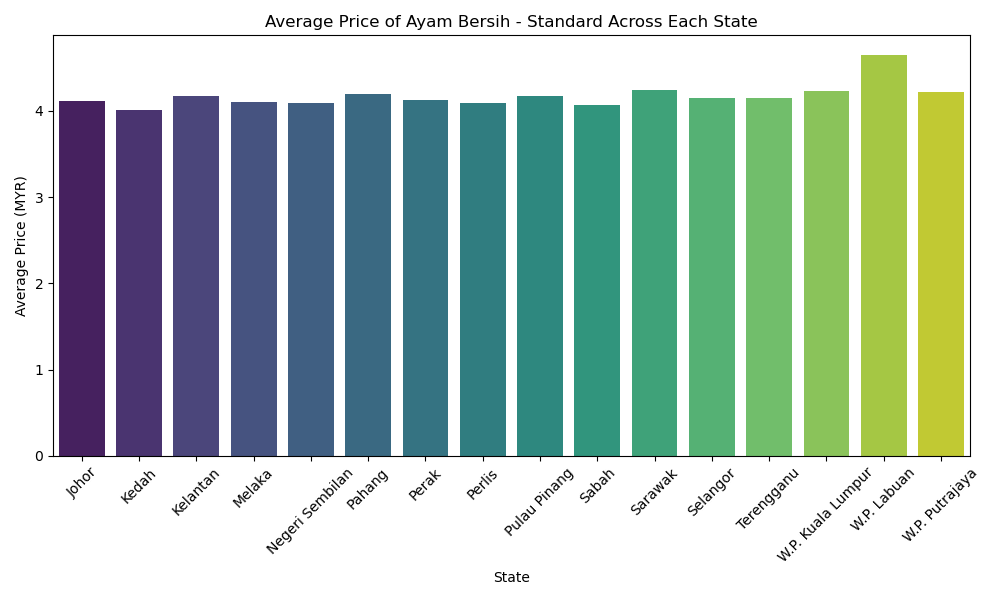 Average Price of Ayam Bersih - Standard Across Each State
Average Price (MYR)
4
3
2
1
0
Johor
Kedah
Kelantan
Melaka
Negeri Sembilan
Pahang
Perak
Perlis
Pulau Pinang
Sabah
Sarawak
Selangor
Terengganu
W.P. Kuala Lumpur
W.P. Labuan
W.P. Putrajaya
State